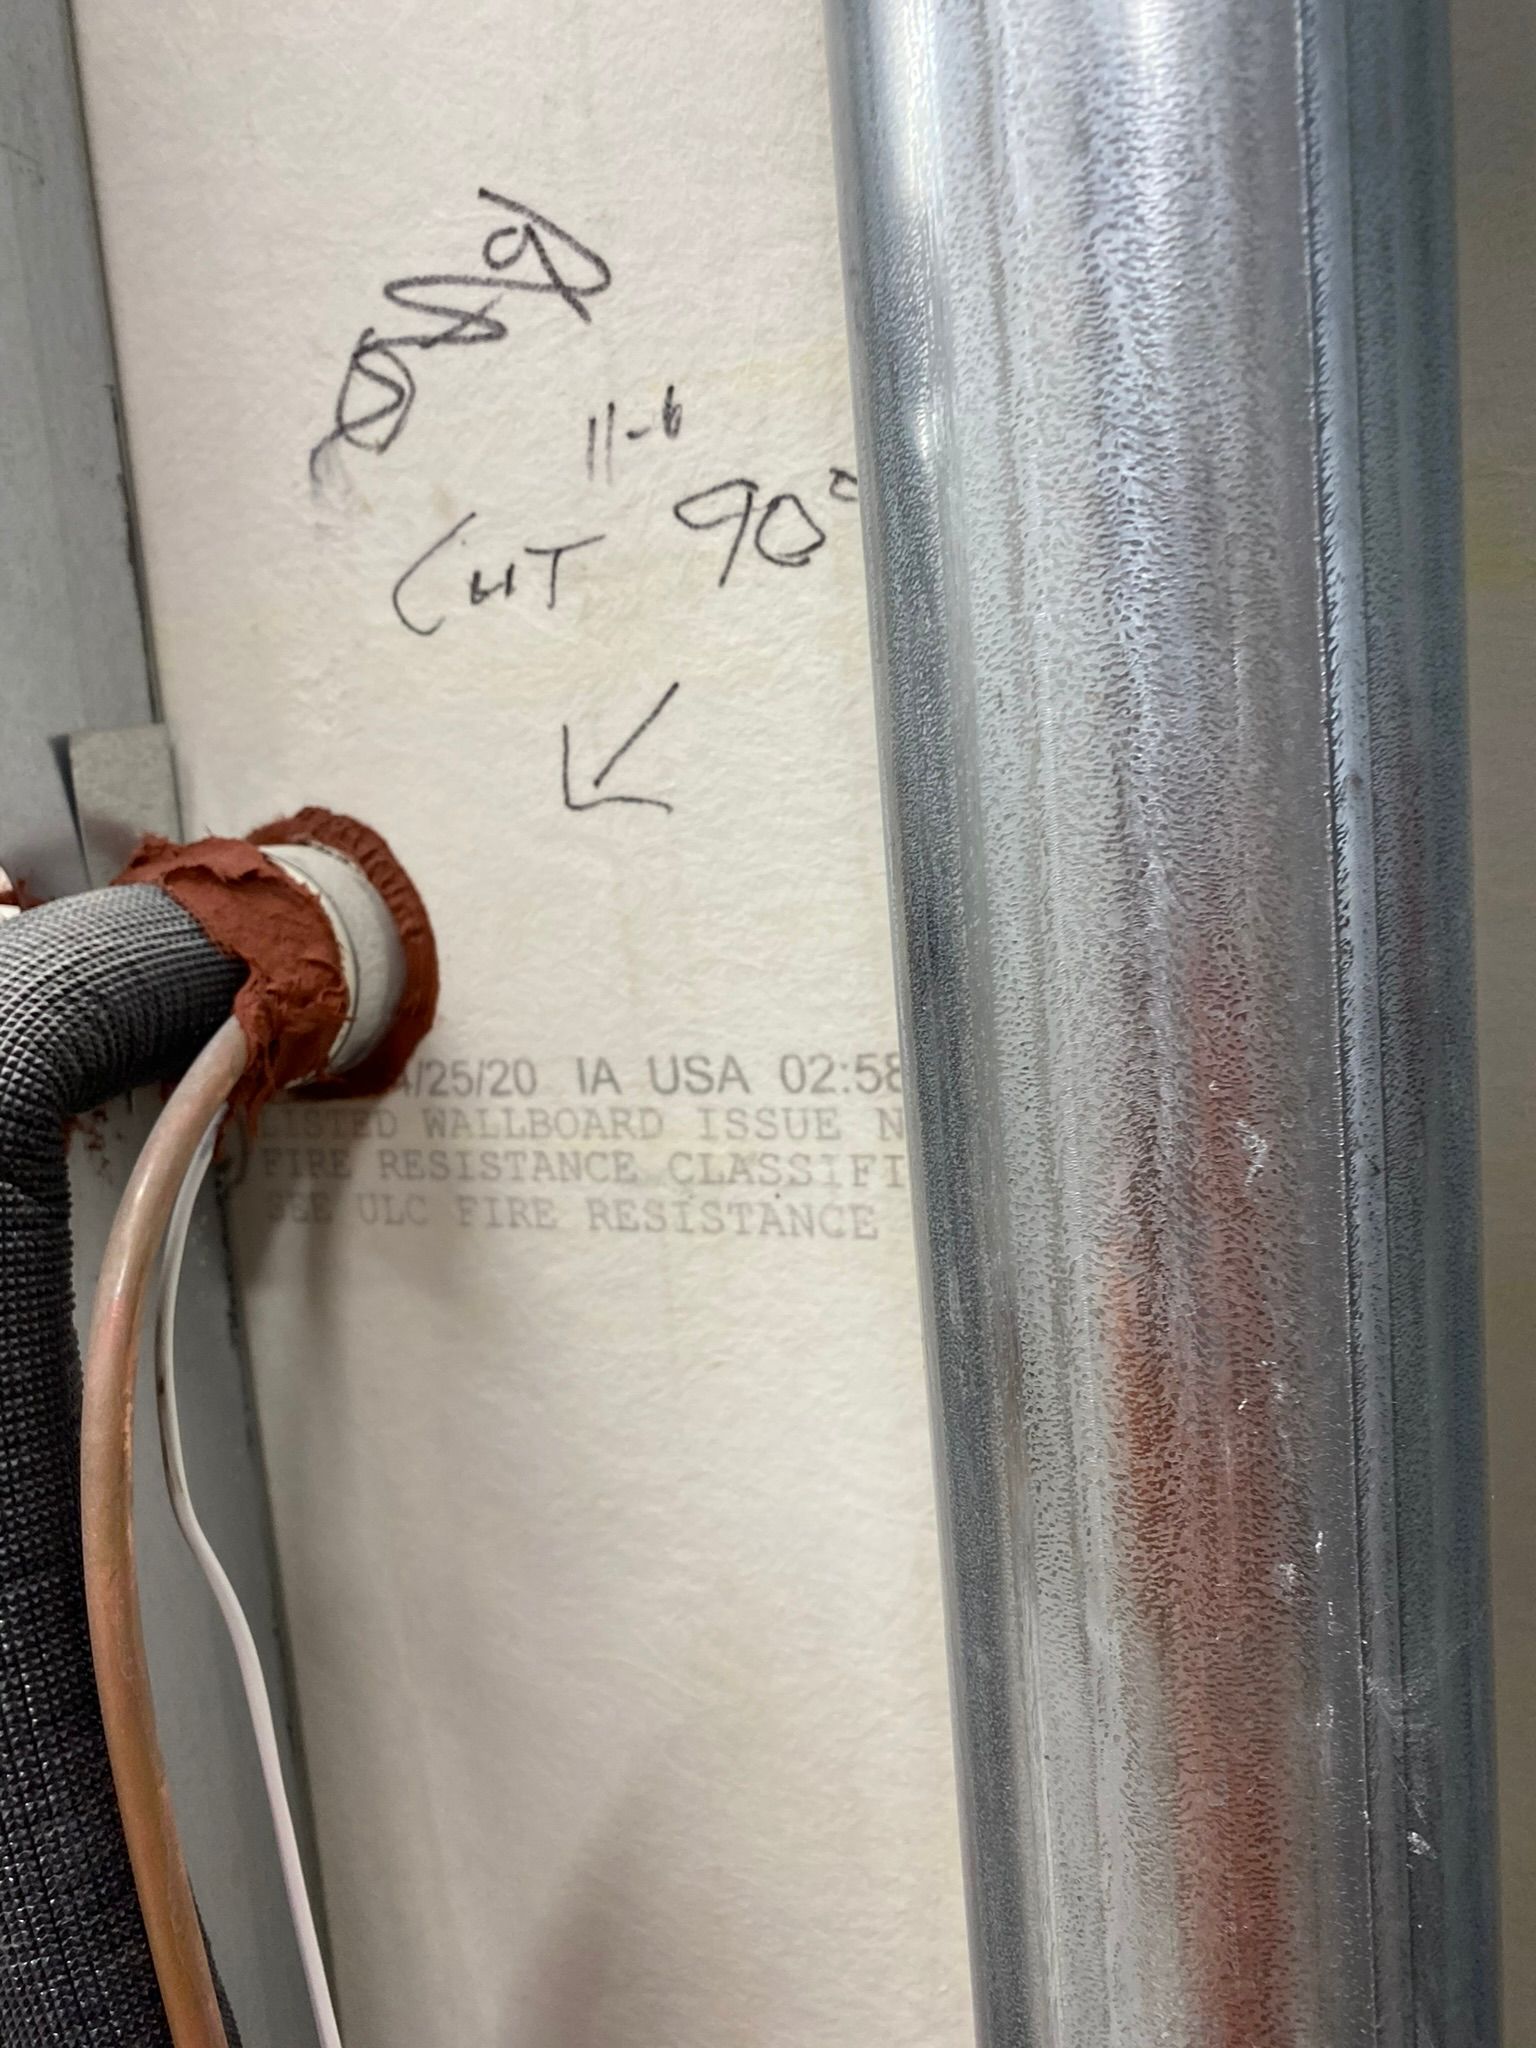 11-6
CUT 90°
4/25/20 IA USA 02:58
LISTED WALLBOARD ISSUE N
FIRE RESISTANCE CLASSIFI
SEE ULC FIRE RESISTANCE